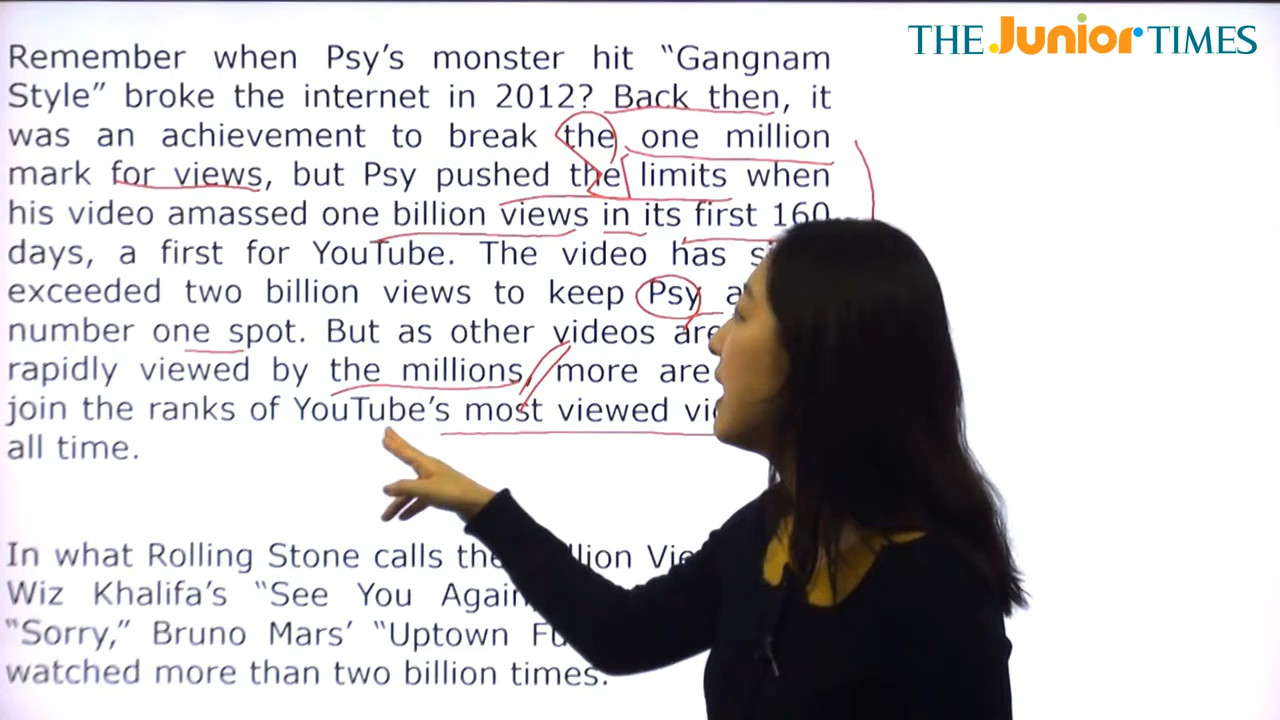 THE Junior TIMES
Remember when Psy's monster hit "Gangnam
Style" broke the internet in 2012? Back then, it
was an achievement to break the one million
mark for views, but Psy pushed the limits when
his video amassed one billion views in its first 160
days, a first for YouTube. The video has
exceeded two billion views to keep Psy
number one spot. But as other videos are
rapidly viewed by the millions, more are
join the ranks of YouTube's most viewed
all time.
In what Rolling Stone calls the
Wiz Khalifa's "See You Again
"Sorry," Bruno Mars' "Uptown
watched more than two billion times.